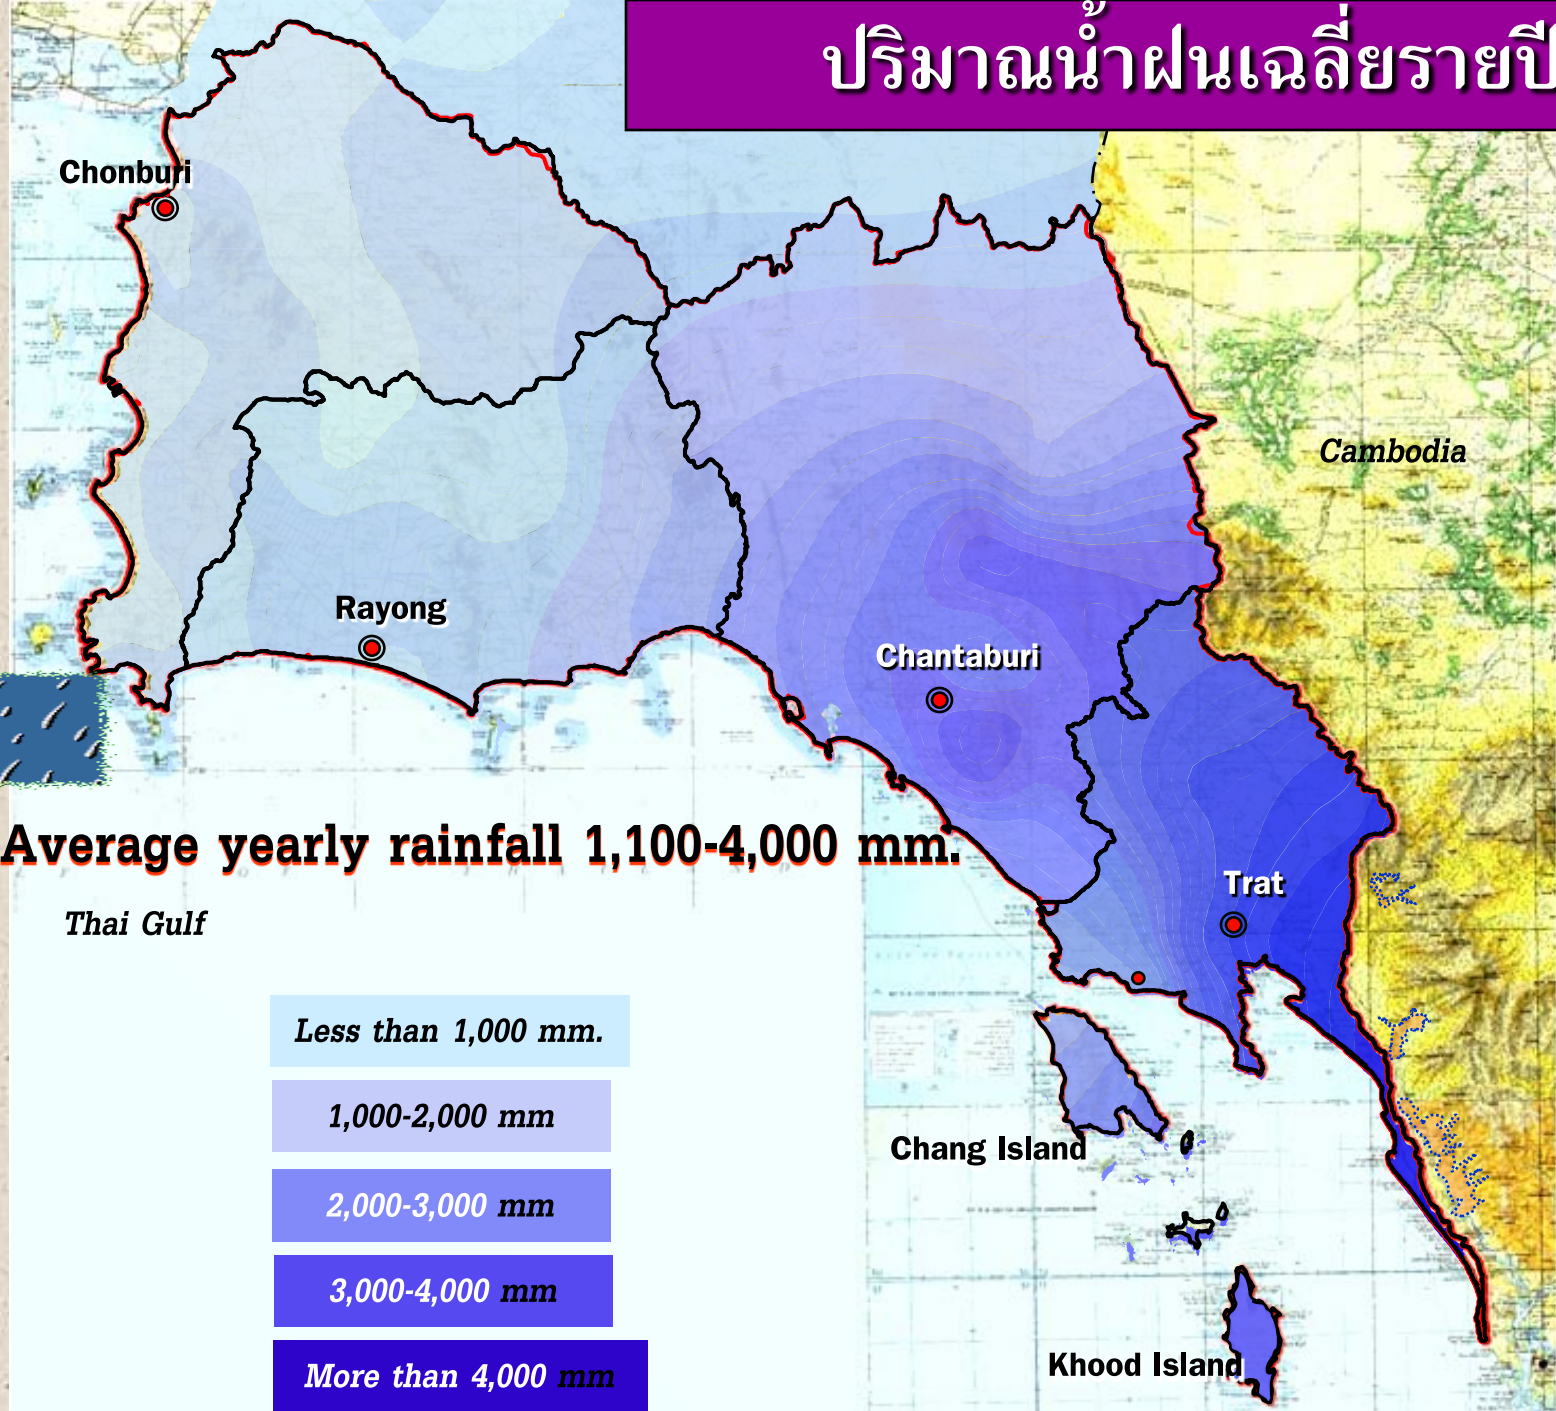 ปริมาณน้ำฝนเฉลี่ยรายปี
Chonburi
Cambodia
Rayong
Chantaburi
Average yearly rainfall 1,100-4,000 mm.
Trat
Thai Gulf
Less than 1,000 mm.
1,000-2,000 mm
Chang Island
2,000-3,000 mm
3,000-4,000 mm
Khood Island
More than 4,000 mm